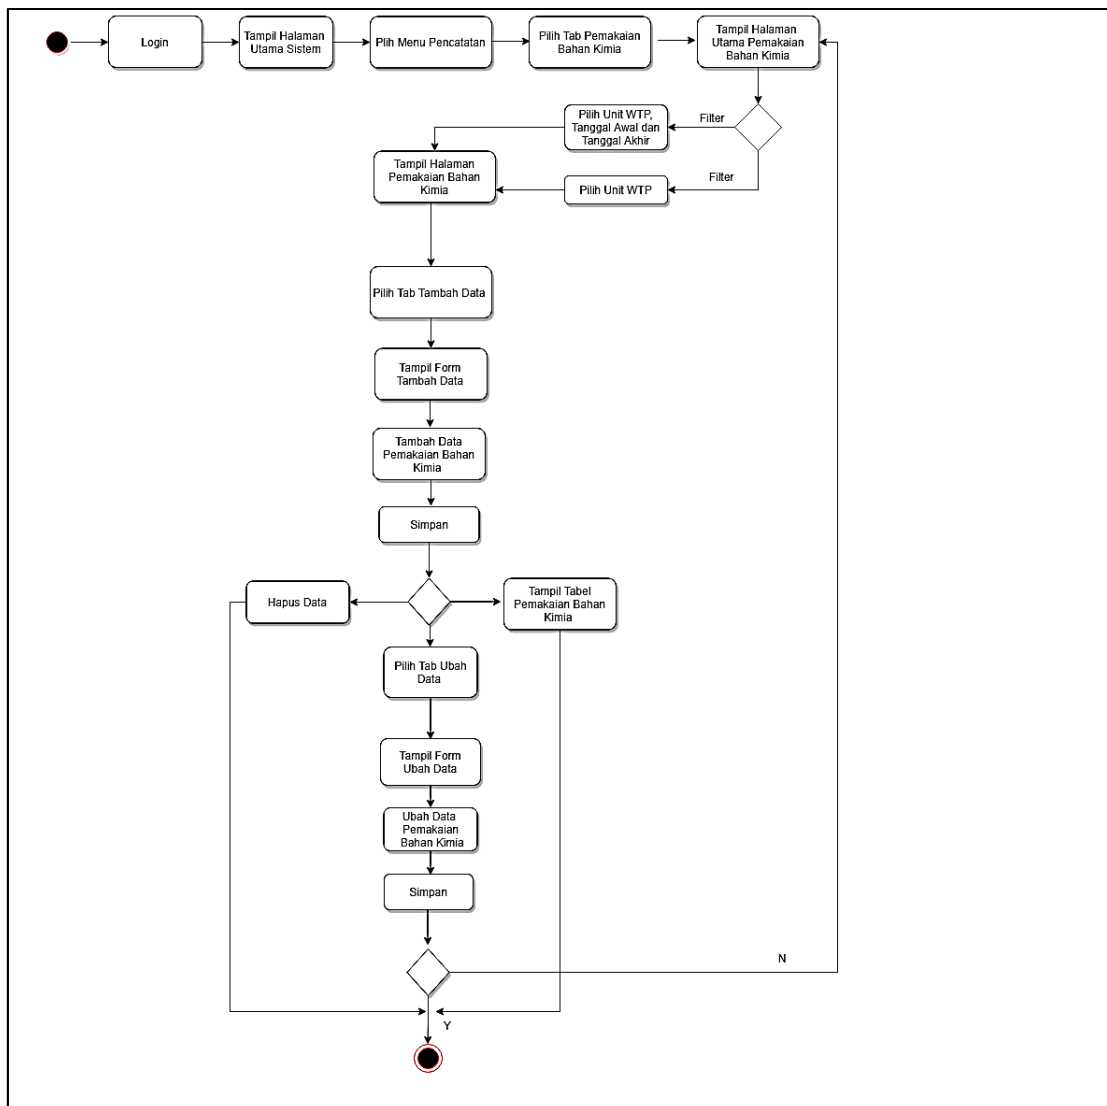 Login
Tampil Halaman
Utama Sistem
Plih Menu Pencatatan
Pilih Tab Pemakaian
Bahan Kimia
Tampil Halaman
Utama Pemakaian
Bahan Kimia
Pilih Unit WTP,
Tanggal Awal dan
Tanggal Akhir
Filter
Tampil Halaman
Pemakaian Bahan
Kimia
Pilih Unit WTP
Filter
Pilih Tab Tambah Data
Tampil Form
Tambah Data
Tambah Data
Pemakaian Bahan
Kimia
Simpan
Hapus Data
Tampil Tabel
Pemakaian Bahan
Kimia
Pilih Tab Ubah
Data
Tampil Form
Ubah Data
Ubah Data
Pemakaian
Bahan Kimia
Simpan
N
Y